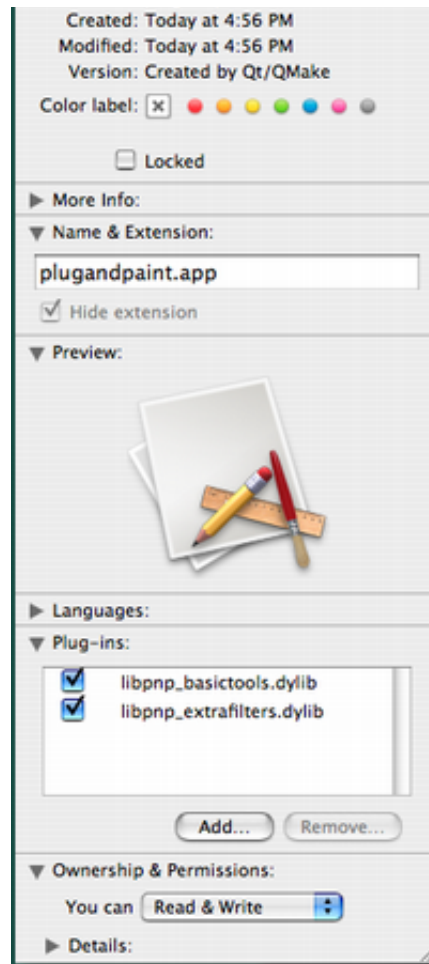 Created: Today at 4:56 PM
Modified: Today at 4:56 PM
Version: Created by Qt/QMake
Color label:
Locked
More Info:
Name & Extension:
plugandpaint.app
Hide extension
Preview:
Languages:
Plug-ins:
libpnp_basictools.dylib
libpnp_extrafilters.dylib
Add... Remove...
Ownership & Permissions:
You can Read & Write
Details: